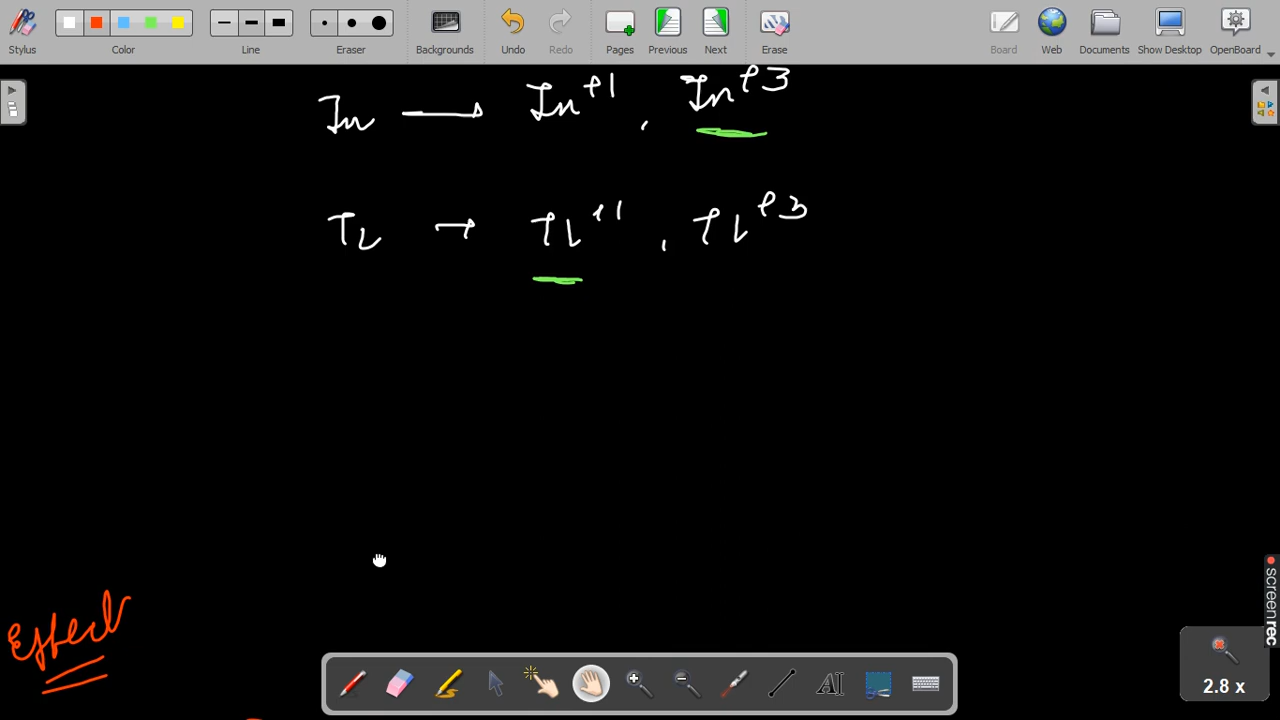 Stylus Color Line Eraser Backgrounds Undo Redo Pages Previous Next Erase Board Web Documents Show Desktop OpenBoard
In → In+1, In+3
Tl → Tl+1, Tl+3
Effect
AI
2.8 x
screenrec